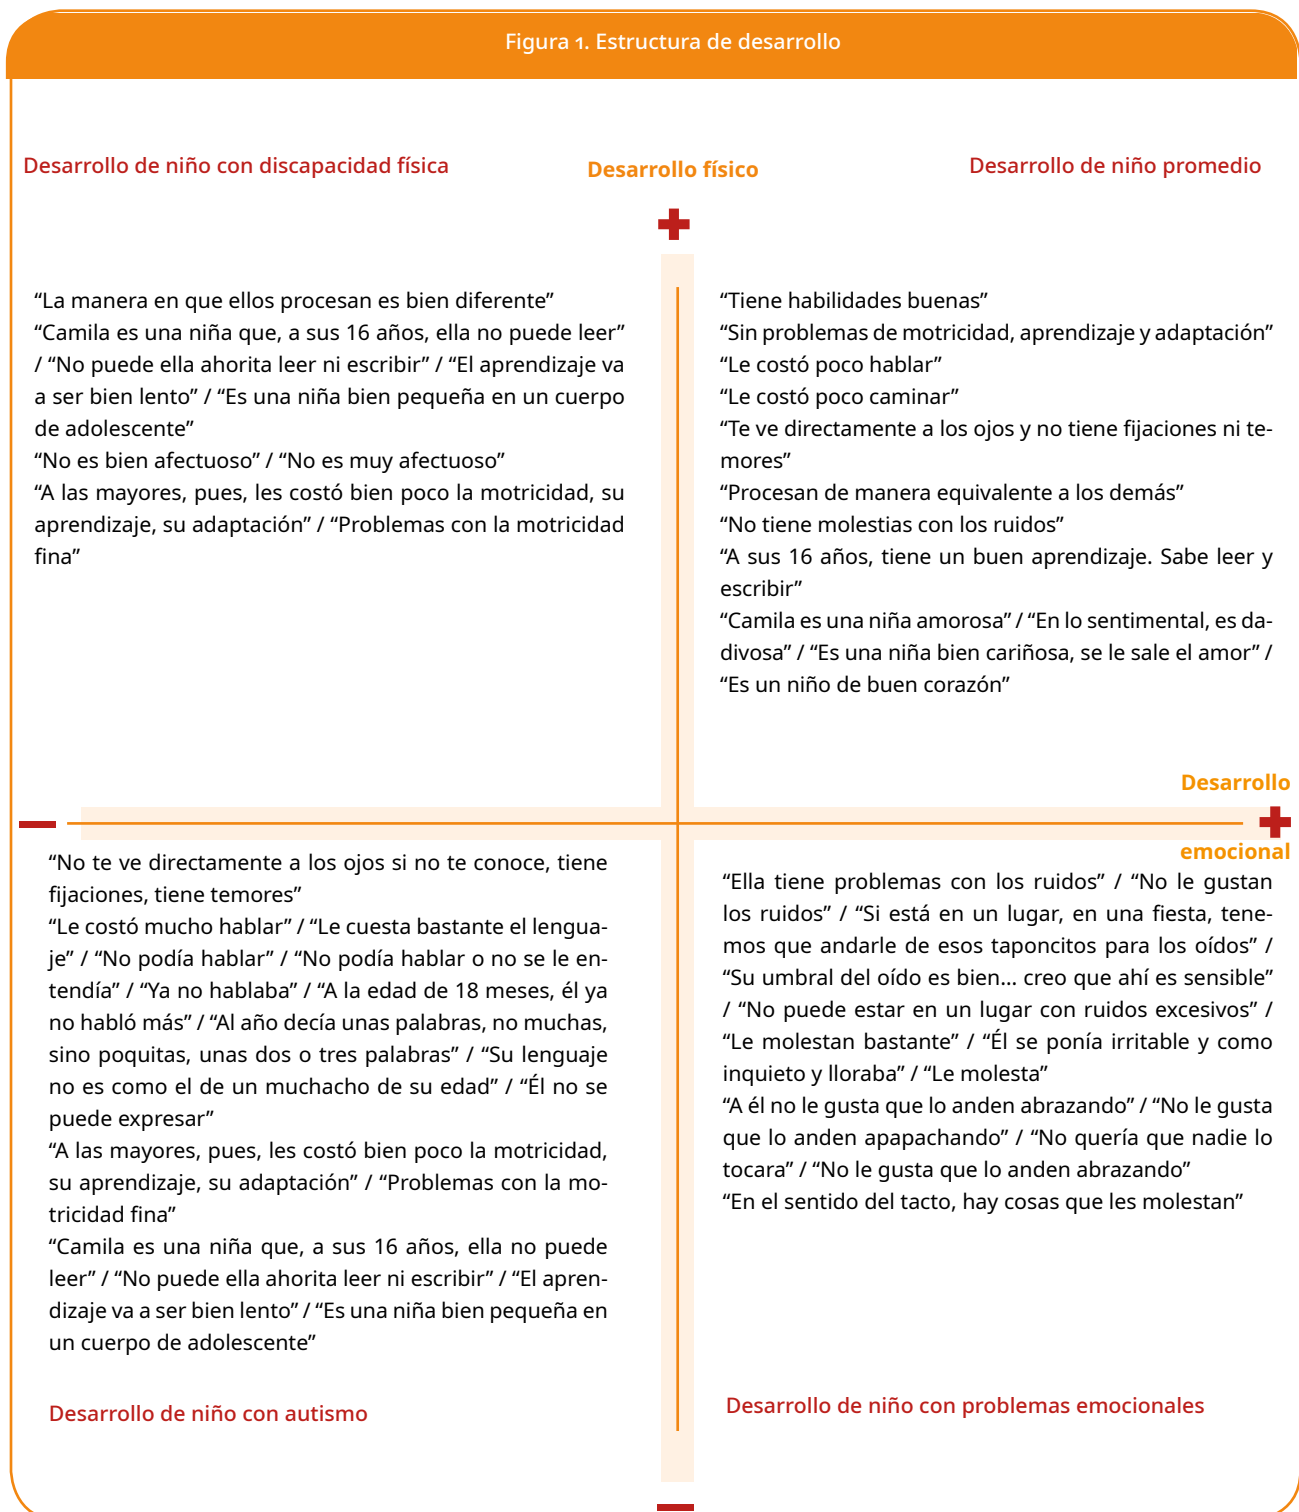 Figura 1. Estructura de desarrollo
Desarrollo de niño con discapacidad física
Desarrollo físico
Desarrollo de niño promedio
“La manera en que ellos procesan es bien diferente”
“Camila es una niña que, a sus 16 años, ella no puede leer”
/ “No puede ella ahorita leer ni escribir” / “El aprendizaje va
a ser bien lento” / “Es una niña bien pequeña en un cuerpo
de adolescente”
“No es bien afectuoso” / “No es muy afectuoso”
“A las mayores, pues, les costó bien poco la motricidad, su
aprendizaje, su adaptación” / “Problemas con la motricidad
fina”
“Tiene habilidades buenas”
“Sin problemas de motricidad, aprendizaje y adaptación”
“Le costó poco hablar”
“Le costó poco caminar”
“Te ve directamente a los ojos y no tiene fijaciones ni te-
mores”
“Procesan de manera equivalente a los demás”
“No tiene molestias con los ruidos”
“A sus 16 años, tiene un buen aprendizaje. Sabe leer y
escribir”
“Camila es una niña amorosa” / “En lo sentimental, es da-
divosa” / “Es una niña bien cariñosa, se le sale el amor” /
“Es un niño de buen corazón”
Desarrollo
emocional
“No te ve directamente a los ojos si no te conoce, tiene
fijaciones, tiene temores”
“Le costó mucho hablar” / “Le cuesta bastante el lengua-
je” / “No podía hablar” / “No podía hablar o no se le en-
tendía” / “Ya no hablaba” / “A la edad de 18 meses, él ya
no habló más” / “Al año decía unas palabras, no muchas,
sino poquitas, unas dos o tres palabras” / “Su lenguaje
no es como el de un muchacho de su edad” / “Él no se
puede expresar”
“A las mayores, pues, les costó bien poco la motricidad,
su aprendizaje, su adaptación” / “Problemas con la mo-
tricidad fina”
“Camila es una niña que, a sus 16 años, ella no puede
leer” / “No puede ella ahorita leer ni escribir” / “El apren-
dizaje va a ser bien lento” / “Es una niña bien pequeña en
un cuerpo de adolescente”
Desarrollo de niño con autismo
“Ella tiene problemas con los ruidos” / “No le gustan
los ruidos” / “Si está en un lugar, en una fiesta, tene-
mos que andarle de esos taponcitos para los oídos” /
“Su umbral del oído es bien... creo que ahí es sensible”
/ “No puede estar en un lugar con ruidos excesivos” /
“Le molestan bastante” / “Él se ponía irritable y como
inquieto y lloraba” / “Le molesta”
“A él no le gusta que lo anden abrazando” / “No le gusta
que lo anden apapachando” / “No quería que nadie lo
tocara” / “No le gusta que lo anden abrazando”
“En el sentido del tacto, hay cosas que les molestan”
Desarrollo de niño con problemas emocionales